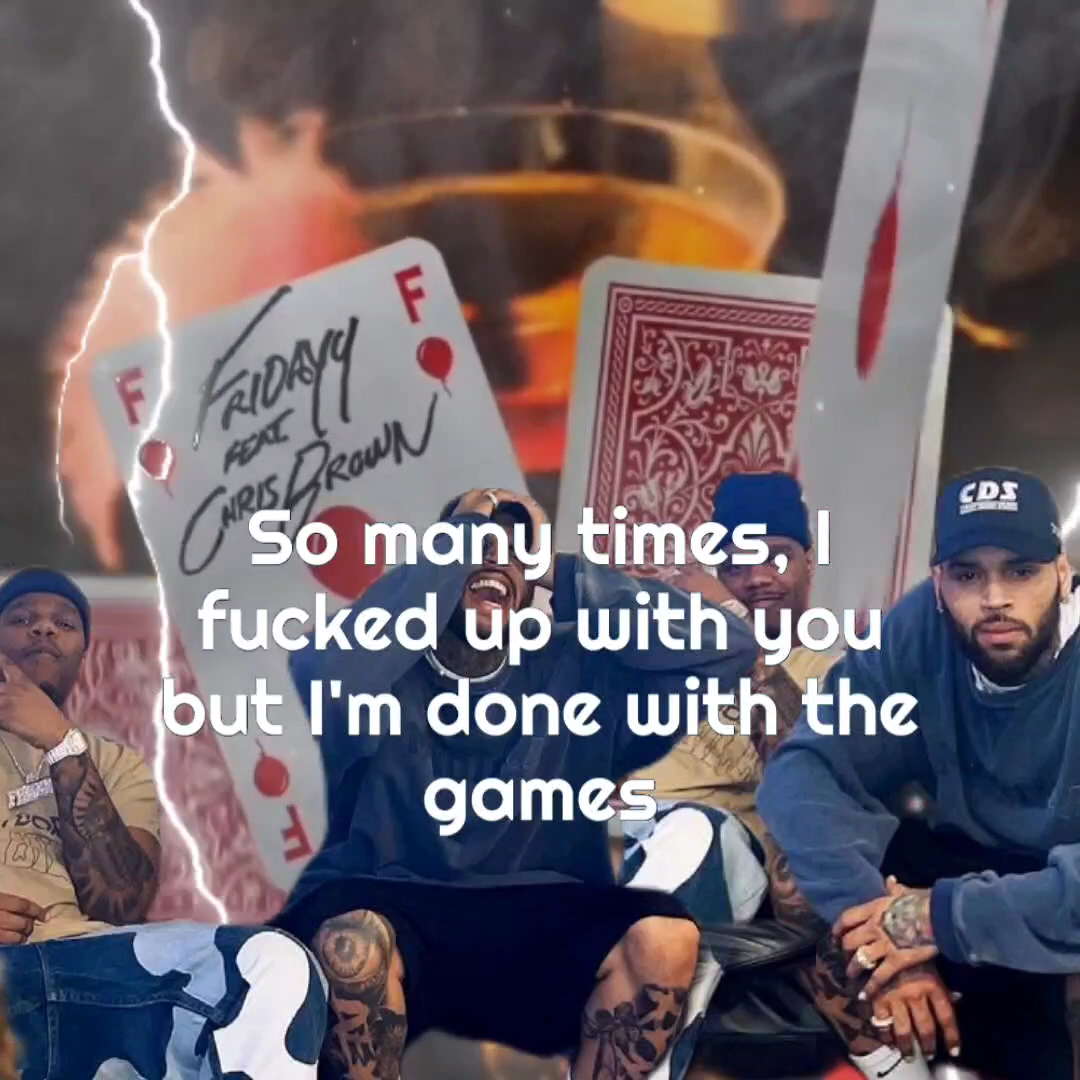 F
F
FRIDAYY
FEAT
CHRIS BROWN
CDS
So many times, I
fucked up with you
but I'm done with the
games
F